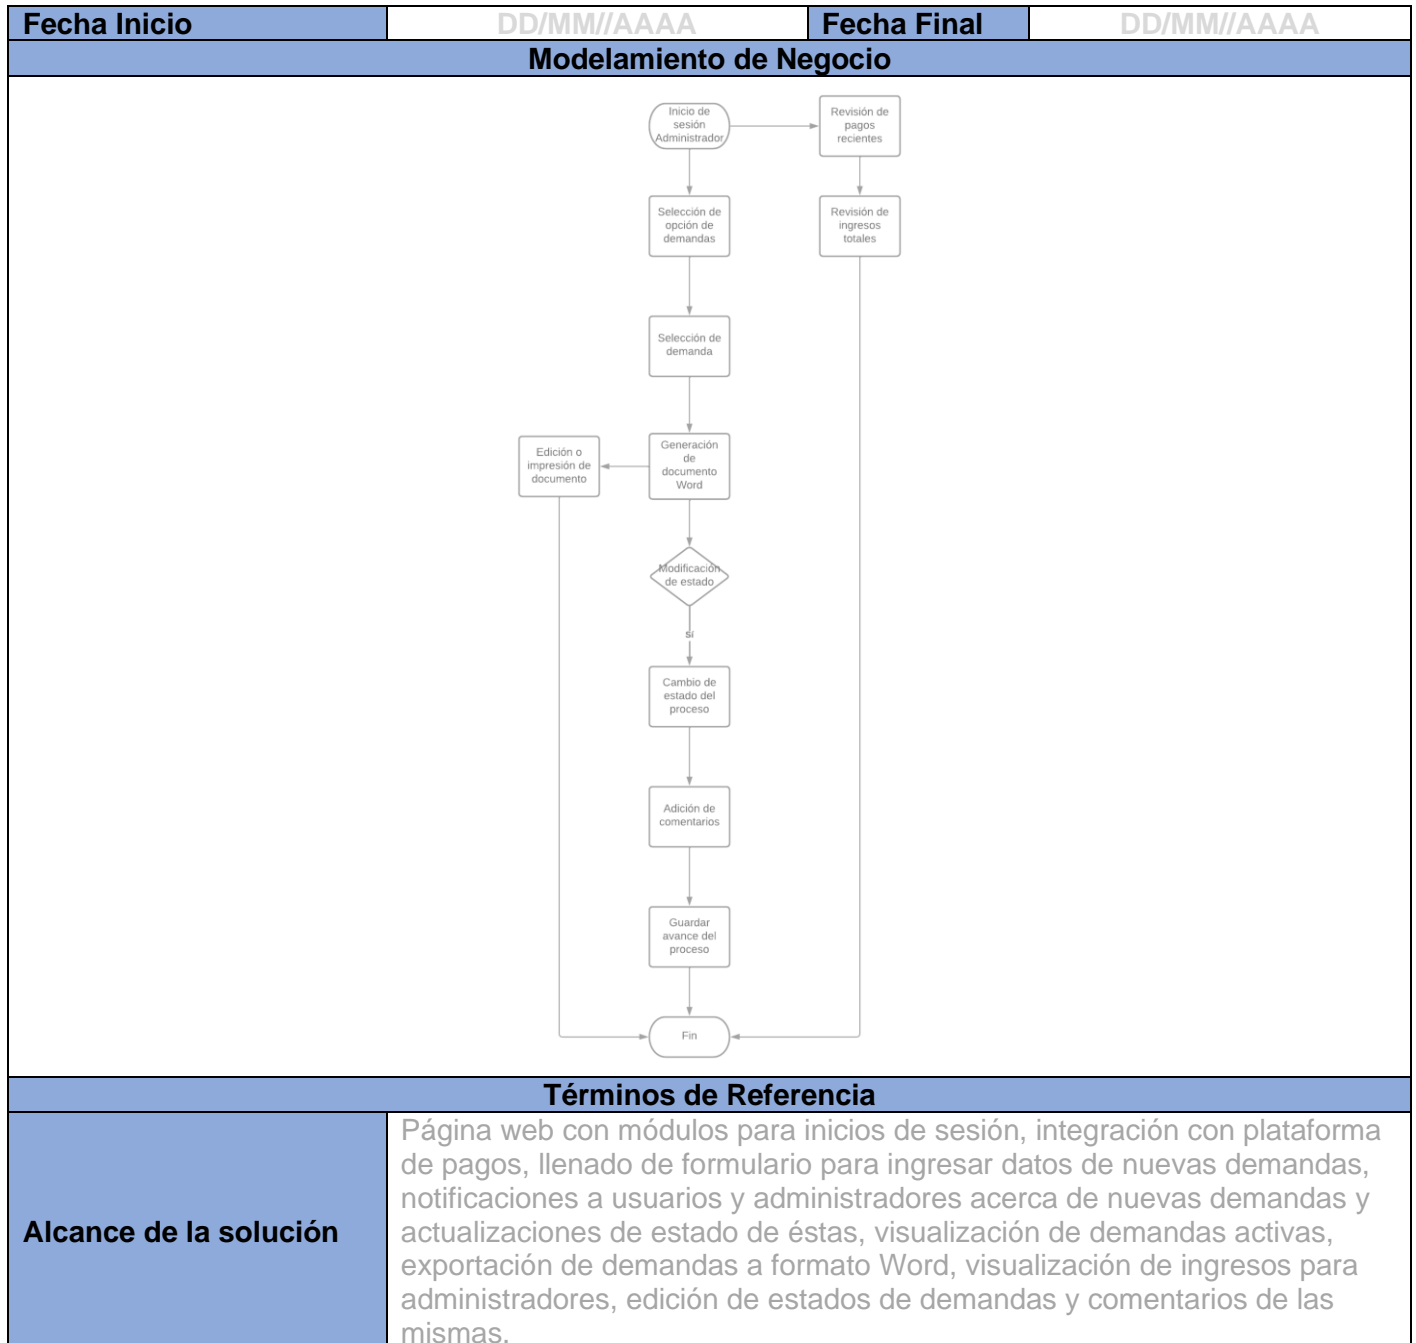 Fecha Inicio DD/MM//AAAA Fecha Final DD/MM//AAAA
Modelamiento de Negocio
Inicio de
sesión
Administrador
Revisión de
pagos
recientes
Selección de
opción de
demandas
Revisión de
ingresos
totales
Selección de
demanda
Edición o
impresión de
documento
Generación
de
documento
Word
Modificación
de estado
sí
Cambio de
estado del
proceso
Adición de
comentarios
Guardar
avance del
proceso
Fin
Términos de Referencia
Alcance de la solución
Página web con módulos para inicios de sesión, integración con plataforma
de pagos, llenado de formulario para ingresar datos de nuevas demandas,
notificaciones a usuarios y administradores acerca de nuevas demandas y
actualizaciones de estado de éstas, visualización de demandas activas,
exportación de demandas a formato Word, visualización de ingresos para
administradores, edición de estados de demandas y comentarios de las
mismas.